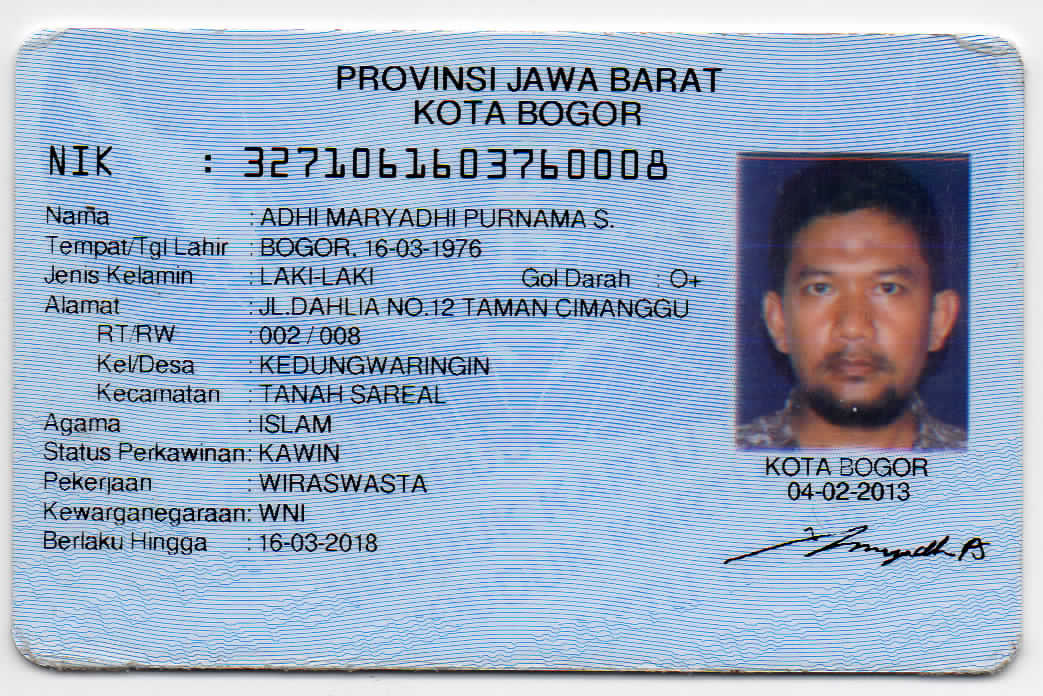 PROVINSI JAWA BARAT
KOTA BOGOR
NIK : 3271061603760008
Nama : ADHI MARYADHI PURNAMA S.
Tempat/Tgl Lahir : BOGOR, 16-03-1976
Jenis Kelamin : LAKI-LAKI Gol Darah : O+
Alamat : JL.DAHLIA NO.12 TAMAN CIMANGGU
RT/RW : 002 / 008
Kel/Desa : KEDUNGWARINGIN
Kecamatan : TANAH SAREAL
Agama : ISLAM
Status Perkawinan: KAWIN
Pekerjaan : WIRASWASTA
Kewarganegaraan: WNI
Berlaku Hingga : 16-03-2018
KOTA BOGOR
04-02-2013